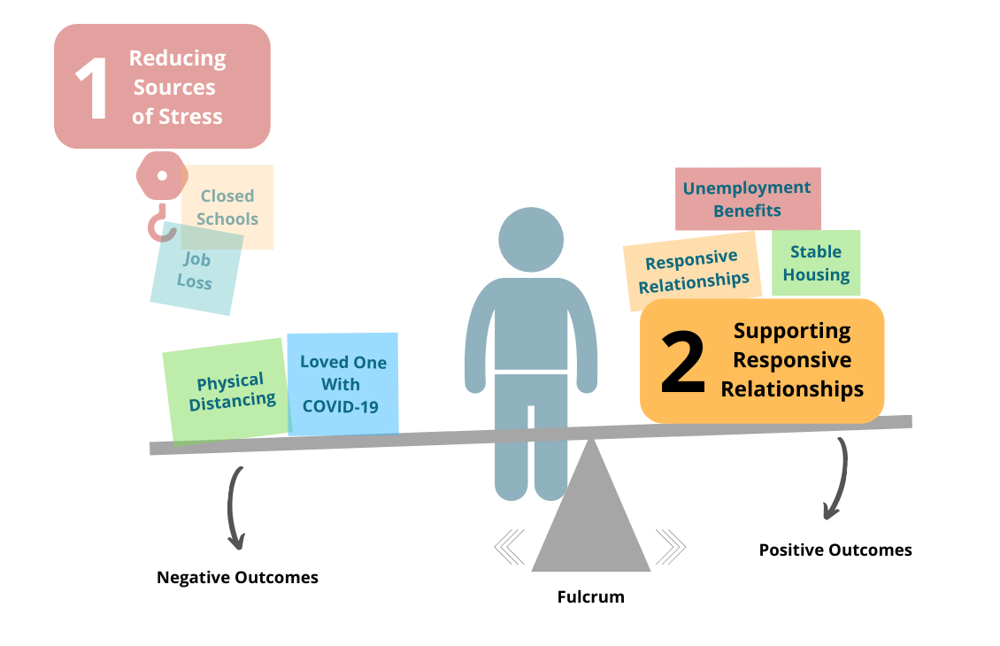 1
Reducing
Sources
of Stress
Closed
Schools
Job
Loss
Physical
Distancing
Loved One
With
COVID-19
Unemployment
Benefits
Responsive
Relationships
Stable
Housing
2
Supporting
Responsive
Relationships
Negative Outcomes
Fulcrum
Positive Outcomes